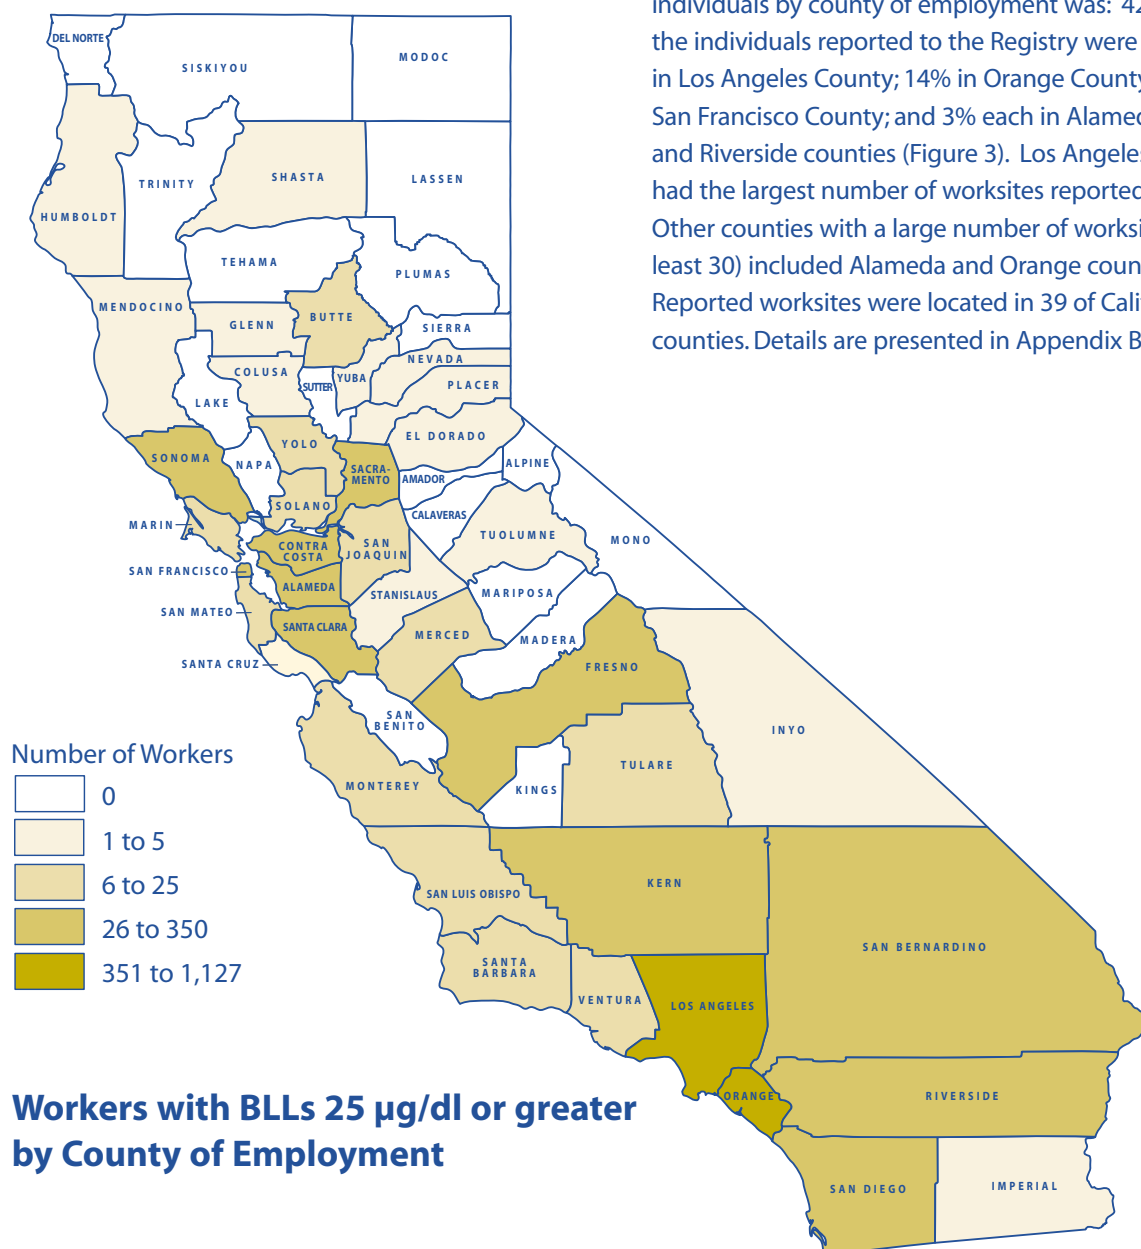 individuals by county of employment was: 42
the individuals reported to the Registry were
in Los Angeles County; 14% in Orange County
San Francisco County; and 3% each in Alamed
and Riverside counties (Figure 3). Los Angeles
had the largest number of worksites reported
Other counties with a large number of worksi
least 30) included Alameda and Orange coun
Reported worksites were located in 39 of Cali
counties. Details are presented in Appendix B
DEL NORTE
SISKIYOU
MODOC
TRINITY
SHASTA
LASSEN
HUMBOLDT
TEHAMA
PLUMAS
MENDOCINO
GLENN
BUTTE
SIERRA
NEVADA
COLUSA
SUTTER
YUBA
PLACER
LAKE
EL DORADO
YOLO
SONOMA
NAPA
SACRA-
MENTO
AMADOR
ALPINE
SOLANO
CALAVERAS
MARIN
TUOLUMNE
MONO
CONTRA
COSTA
SAN
JOAQUIN
SAN FRANCISCO
ALAMEDA
STANISLAUS
MARIPOSA
SAN MATEO
SANTA CLARA
MERCED
MADERA
SANTA CRUZ
FRESNO
SAN
BENITO
INYO
TULARE
MONTEREY
KINGS
Number of Workers
0
1 to 5
6 to 25
26 to 350
351 to 1,127
KERN
SAN LUIS OBISPO
SAN BERNARDINO
SANTA
BARBARA
VENTURA
LOS ANGELES
ORANGE
RIVERSIDE
SAN DIEGO
IMPERIAL
Workers with BLLs 25 µg/dl or greater
by County of Employment